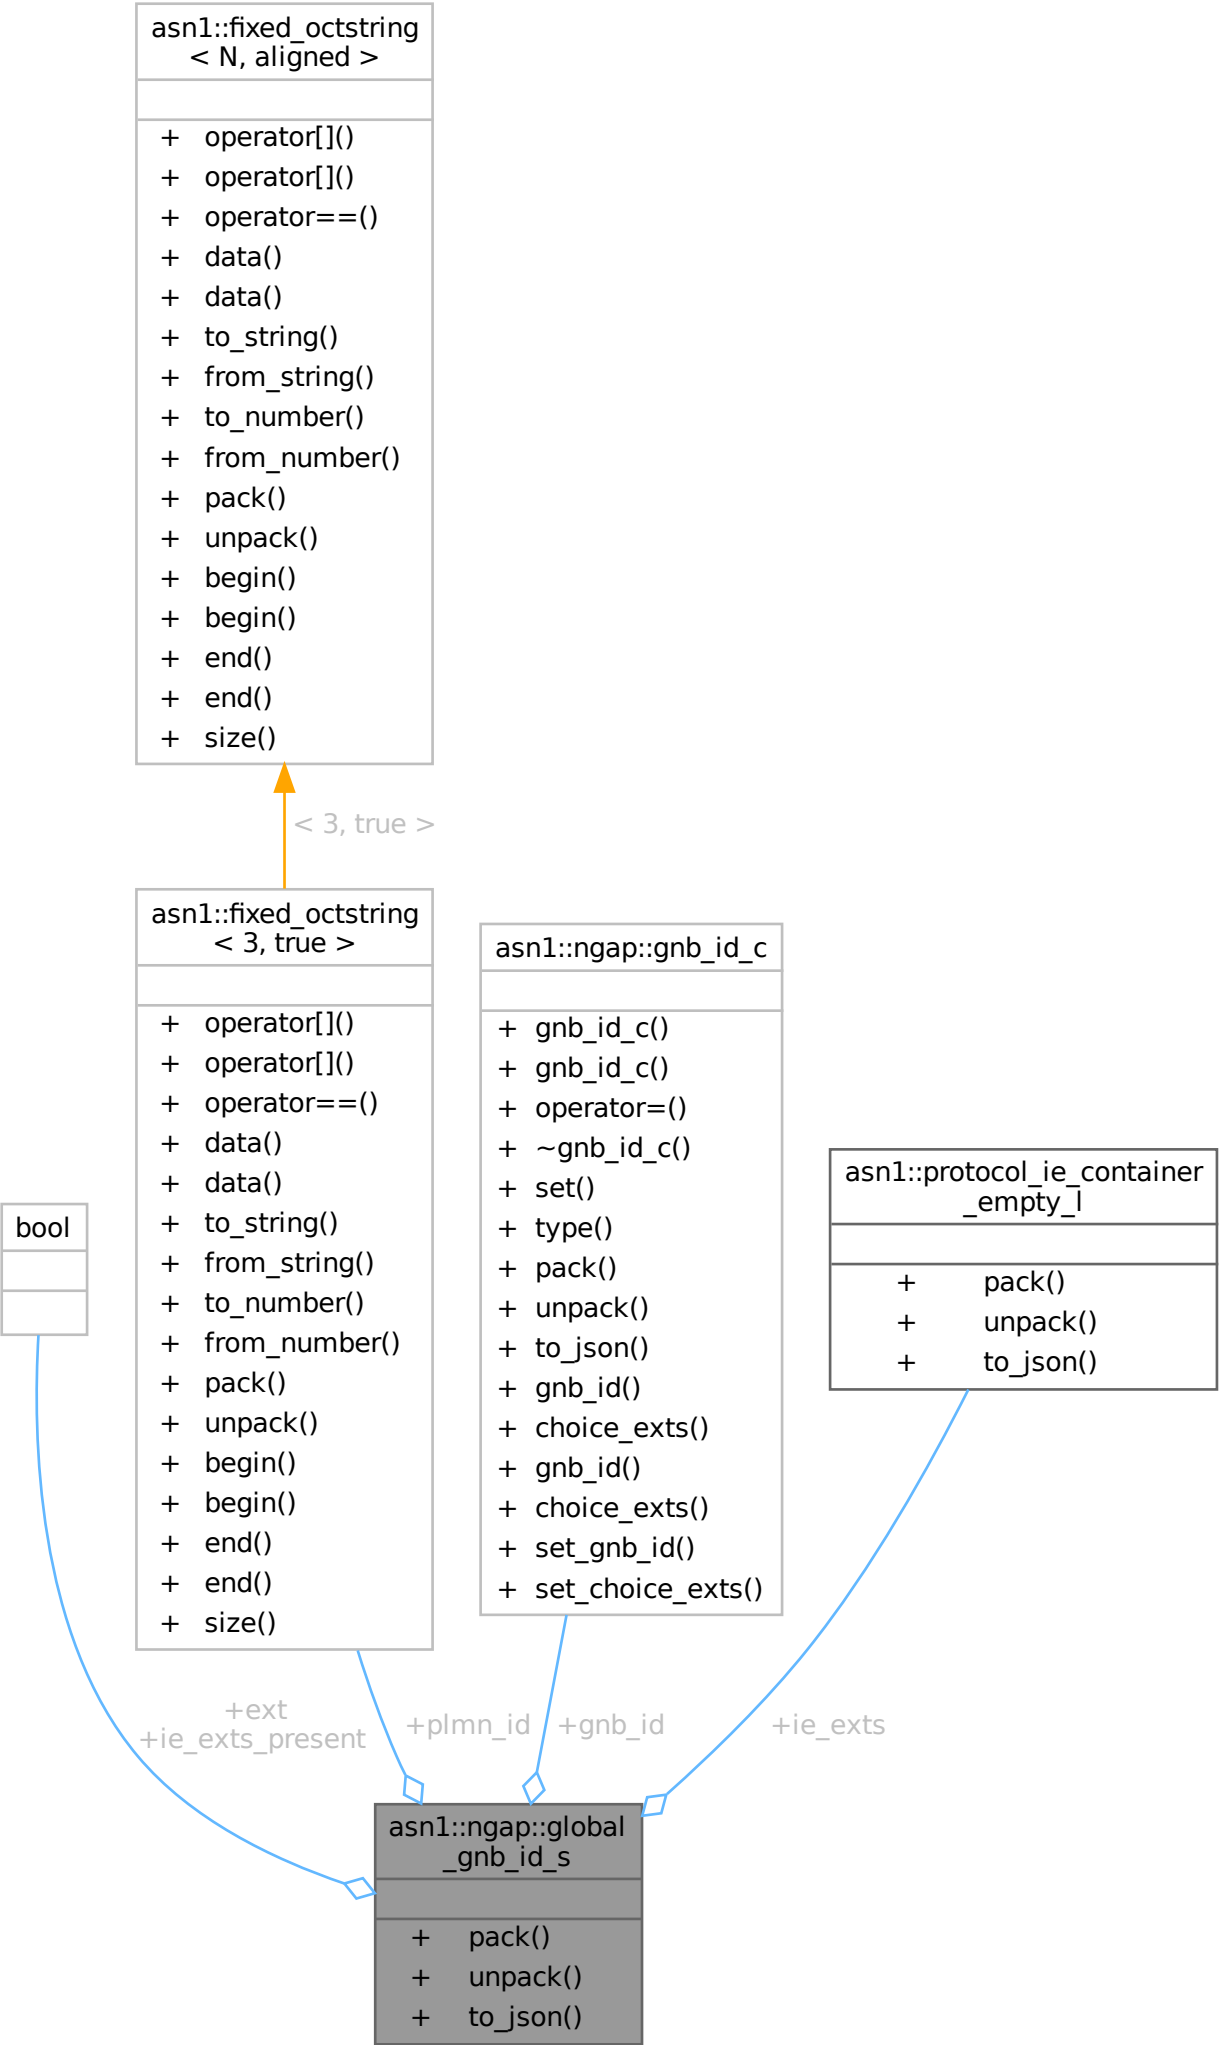 asn1::fixed_octstring
< N, aligned >
+ operator[]()
+ operator[]()
+ operator==()
+ data()
+ data()
+ to_string()
+ from_string()
+ to_number()
+ from_number()
+ pack()
+ unpack()
+ begin()
+ begin()
+ end()
+ end()
+ size()
< 3, true >
asn1::fixed_octstring
< 3, true >
+ operator[]()
+ operator[]()
+ operator==()
+ data()
+ data()
+ to_string()
+ from_string()
+ to_number()
+ from_number()
+ pack()
+ unpack()
+ begin()
+ begin()
+ end()
+ end()
+ size()
asn1::ngap::gnb_id_c
+ gnb_id_c()
+ gnb_id_c()
+ operator=()
+ ~gnb_id_c()
+ set()
+ type()
+ pack()
+ unpack()
+ to_json()
+ gnb_id()
+ choice_exts()
+ gnb_id()
+ choice_exts()
+ set_gnb_id()
+ set_choice_exts()
asn1::protocol_ie_container
_empty_l
+ pack()
+ unpack()
+ to_json()
bool
+ext
+ie_exts_present
+plmn_id
+gnb_id
+ie_exts
asn1::ngap::global
_gnb_id_s
+ pack()
+ unpack()
+ to_json()